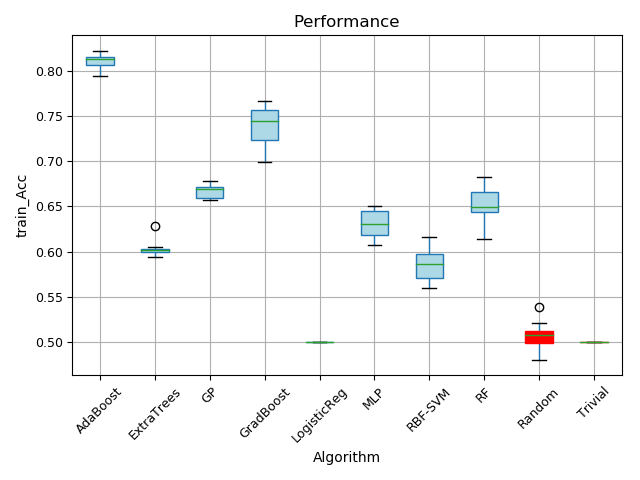 Performance
train_Acc
0.80
0.75
0.70
0.65
0.60
0.55
0.50
AdaBoost
ExtraTrees
GP
GradBoost
LogisticReg
MLP
RBF-SVM
RF
Random
Trivial
Algorithm